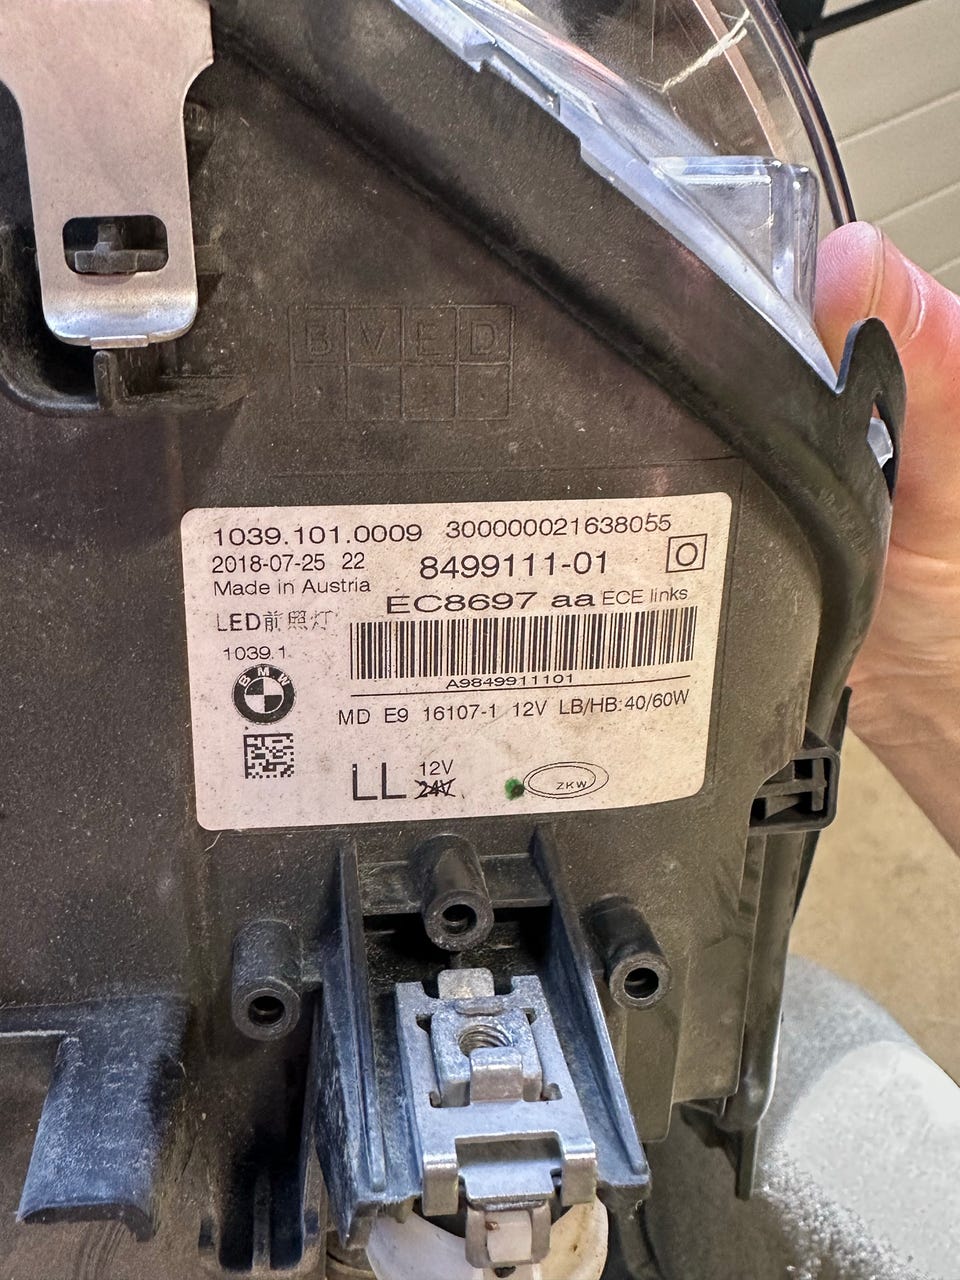 BVED
1039.101.0009 300000021638055
2018-07-25 22 8499111-01 O
Made in Austria
EC8697 aa ECE links
LED前照灯
1039.1
BMW
A9849911101
MD E9 16107-1 12V LB/HB:40/60W
LL 12V
24V
ZKW